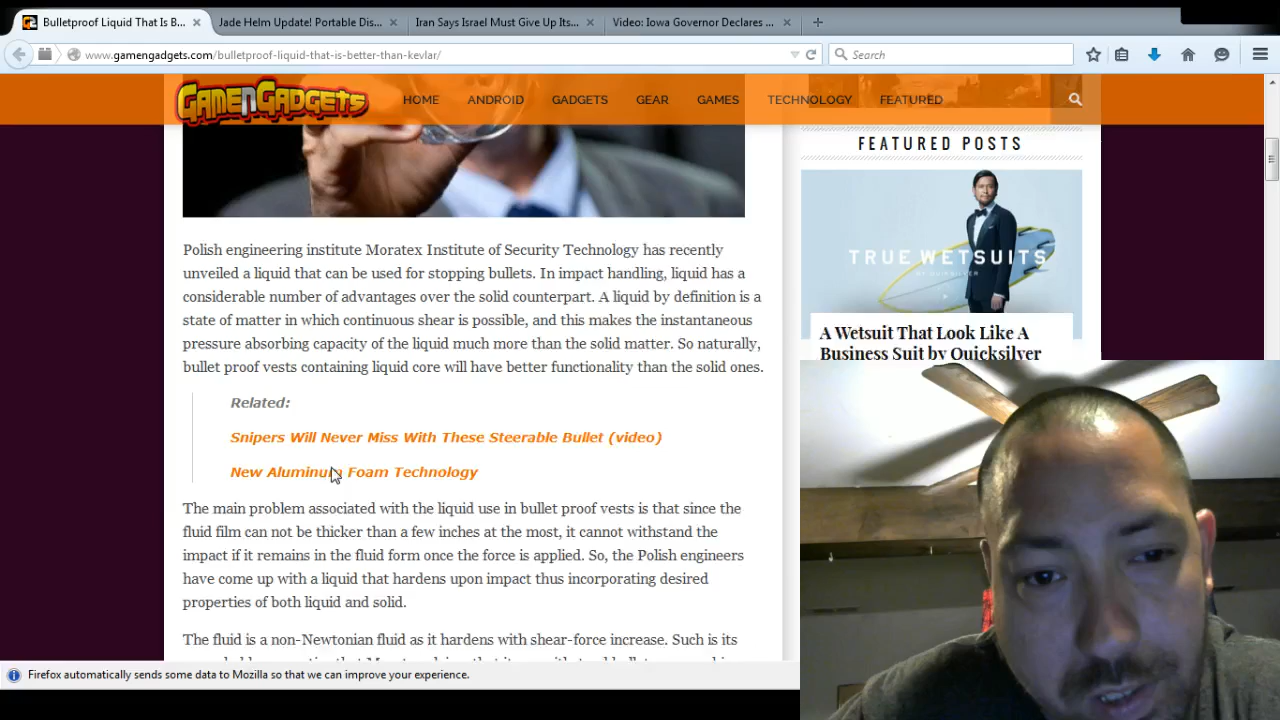 Bulletproof Liquid That Is B...
Jade Helm Update! Portable Dis...
Iran Says Israel Must Give Up Its...
Video: Iowa Governor Declares ...
www.gamengadgets.com/bulletproof-liquid-that-is-better-than-kevlar/
Search
GAMENGADGETS
HOME
ANDROID
GADGETS
GEAR
GAMES
TECHNOLOGY
FEATURED
FEATURED POSTS
TRUE WETSUITS
A Wetsuit That Look Like A
Business Suit by Quicksilver
Polish engineering institute Moratex Institute of Security Technology has recently
unveiled a liquid that can be used for stopping bullets. In impact handling, liquid has a
considerable number of advantages over the solid counterpart. A liquid by definition is a
state of matter in which continuous shear is possible, and this makes the instantaneous
pressure absorbing capacity of the liquid much more than the solid matter. So naturally,
bullet proof vests containing liquid core will have better functionality than the solid ones.
Related:
Snipers Will Never Miss With These Steerable Bullet (video)
New Aluminum Foam Technology
The main problem associated with the liquid use in bullet proof vests is that since the
fluid film can not be thicker than a few inches at the most, it cannot withstand the
impact if it remains in the fluid form once the force is applied. So, the Polish engineers
have come up with a liquid that hardens upon impact thus incorporating desired
properties of both liquid and solid.
The fluid is a non-Newtonian fluid as it hardens with shear-force increase. Such is its
Firefox automatically sends some data to Mozilla so that we can improve your experience.